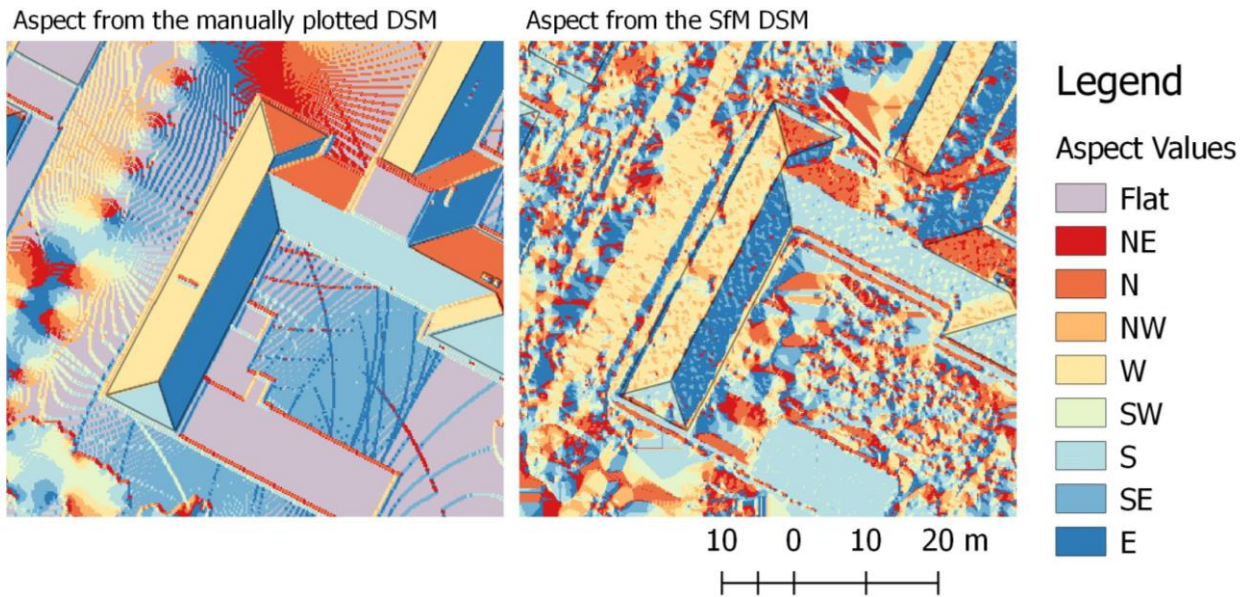 Aspect from the manually plotted DSM
Aspect from the SfM DSM
Legend
Aspect Values
Flat
NE
N
NW
W
SW
S
SE
E
10 0 10 20 m